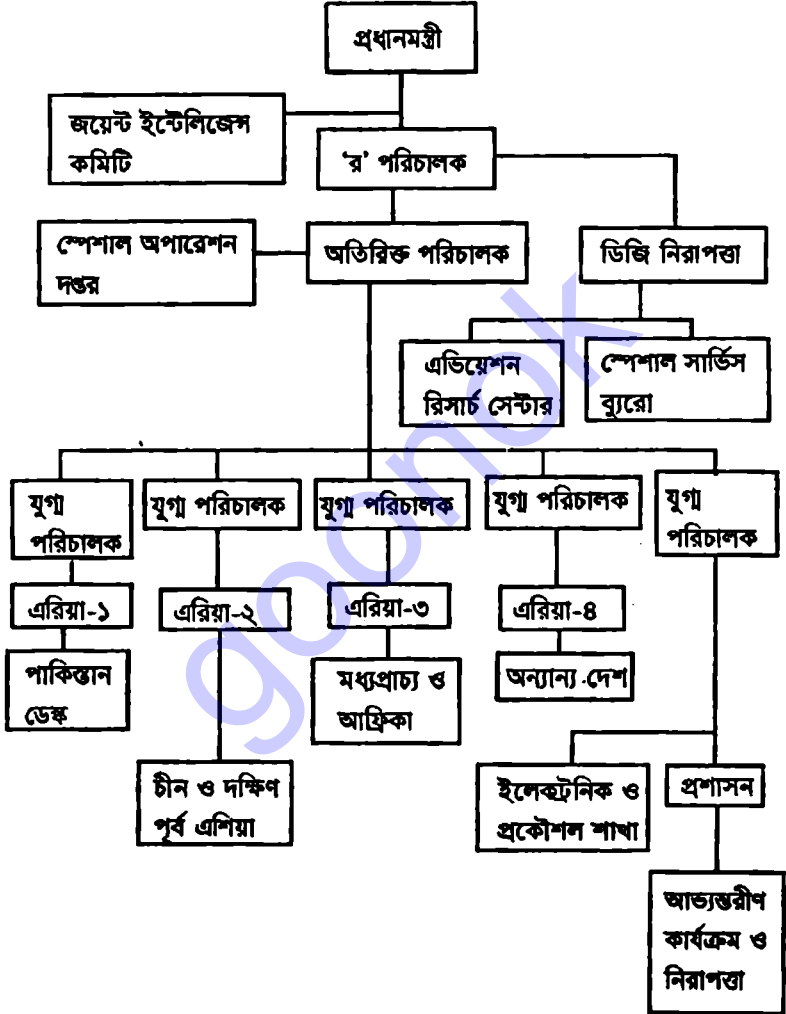 প্রধানমন্ত্রী
জয়েন্ট ইন্টেলিজেন্স
কমিটি
‘র’ পরিচালক
স্পেশাল অপারেশন
দপ্তর
অতিরিক্ত পরিচালক
ডিজি নিরাপত্তা
এভিয়েশন
রিসার্চ সেন্টার
স্পেশাল সার্ভিস
ব্যুরো
যুগ্ম
পরিচালক
যুগ্ম পরিচালক
যুগ্ম পরিচালক
যুগ্ম পরিচালক
যুগ্ম
পরিচালক
এরিয়া-১
এরিয়া-২
এরিয়া-৩
এরিয়া-৪
পাকিস্তান
ডেস্ক
মধ্যপ্রাচ্য ও
আফ্রিকা
অন্যান্য দেশ
চীন ও দক্ষিণ
পূর্ব এশিয়া
ইলেকট্রনিক ও
প্রকৌশল শাখা
প্রশাসন
আভ্যন্তরীণ
কার্যক্রম ও
নিরাপত্তা
goonok